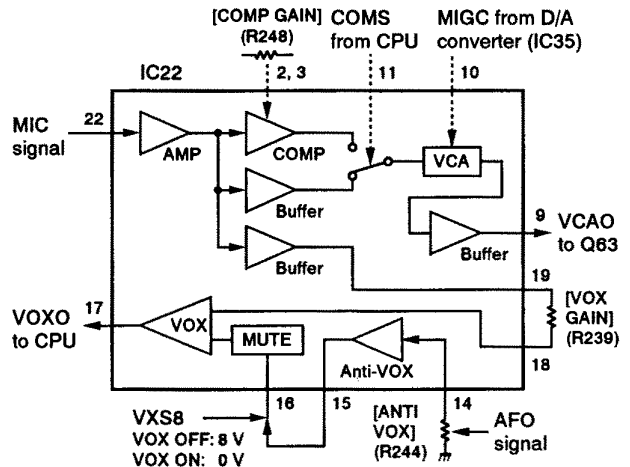 [COMP GAIN]
(R248)
COMS
from CPU
MIGC from D/A
converter (IC35)
IC22
2, 3
11
10
MIC
signal
22
AMP
COMP
VCA
Buffer
Buffer
Buffer
9
VCAO
to Q63
19
[VOX
GAIN]
(R239)
18
VOXO
to CPU
17
VOX
MUTE
Anti-VOX
16
15
14
VXS8
VOX OFF: 8 V
VOX ON: 0 V
[ANTI
VOX]
(R244)
AFO
signal